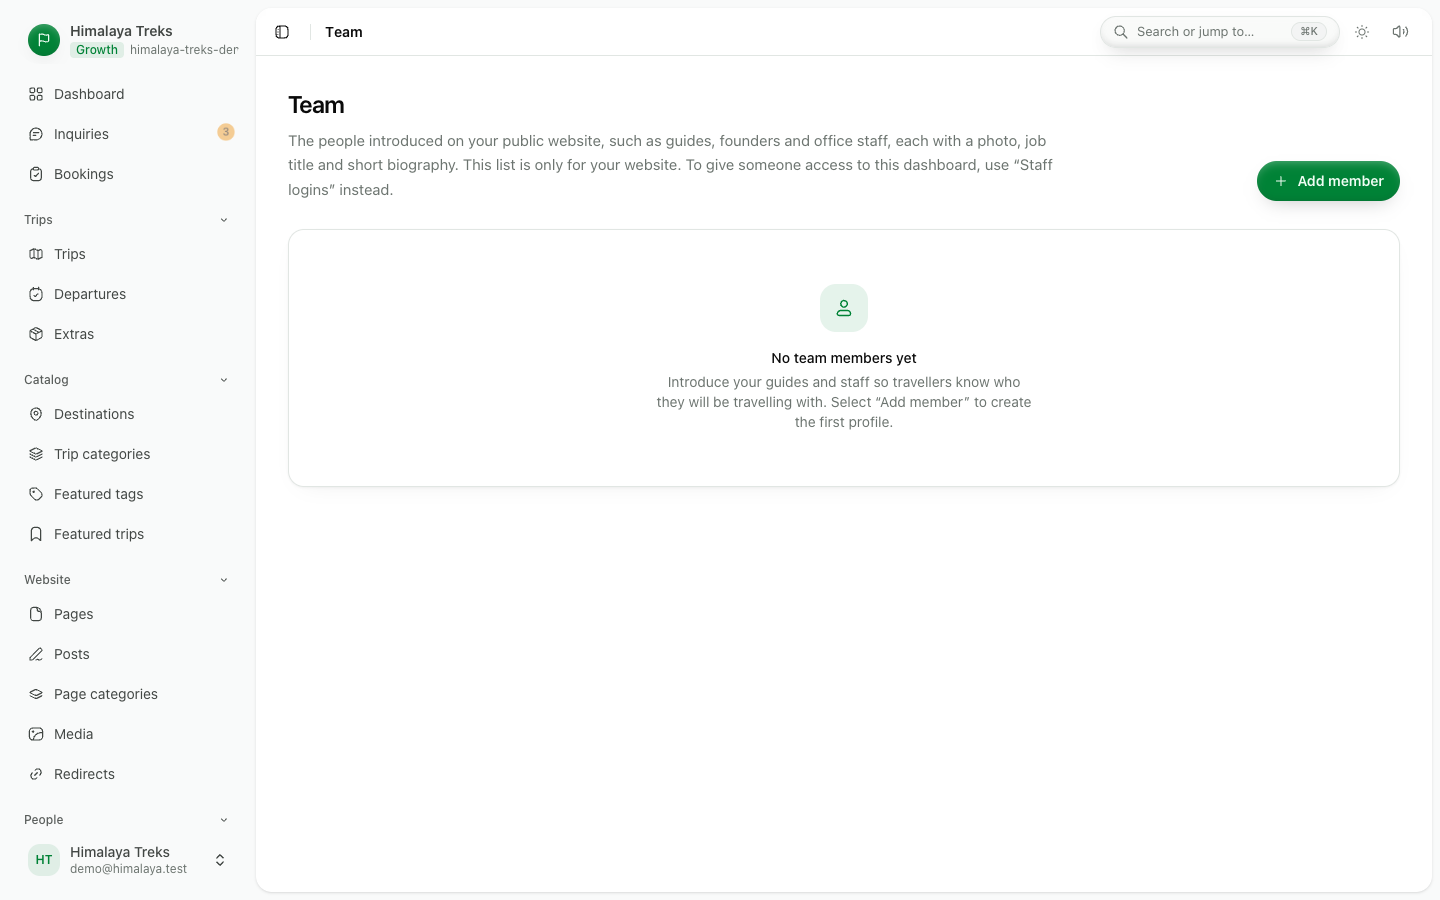 Himalaya Treks
Growth himalaya-treks-der
Dashboard
Inquiries 3
Bookings
Trips
Trips
Departures
Extras
Catalog
Destinations
Trip categories
Featured tags
Featured trips
Website
Pages
Posts
Page categories
Media
Redirects
People
HT
Himalaya Treks
demo@himalaya.test
Team
Search or jump to... ⌘K
Team
The people introduced on your public website, such as guides, founders and office staff, each with a photo, job
title and short biography. This list is only for your website. To give someone access to this dashboard, use “Staff
logins” instead.
Add member
No team members yet
Introduce your guides and staff so travellers know who
they will be travelling with. Select “Add member” to create
the first profile.